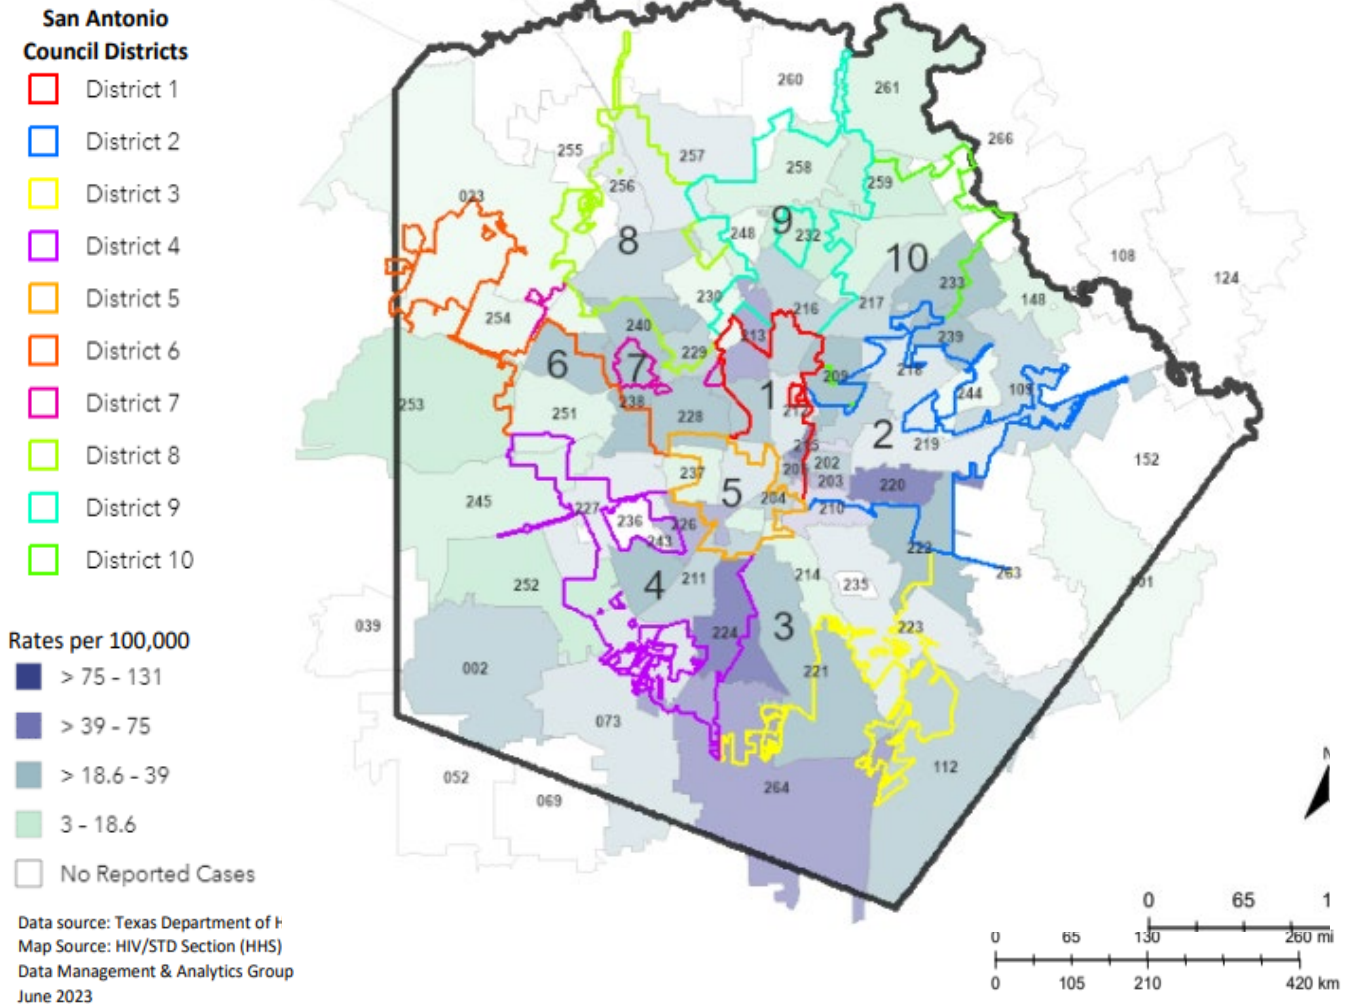 San Antonio
Council Districts
District 1
District 2
District 3
District 4
District 5
District 6
District 7
District 8
District 9
District 10
Rates per 100,000
> 75 - 131
> 39 - 75
> 18.6 - 39
3 - 18.6
No Reported Cases
Data source: Texas Department of H
Map Source: HIV/STD Section (HHS)
Data Management & Analytics Group
June 2023
260
261
266
255
257
258
259
256
023
8
248
9
232
10
108
124
230
233
148
254
240
216
217
213
239
229
6
7
1
209
218
244
109
253
251
238
228
212
2
219
152
215
237
202
201
203
220
245
5
204
210
227
236
226
243
222
263
252
4
211
214
235
101
039
224
3
223
002
221
073
112
052
069
264
N
0 65 1
0 65 130 260 mi
0 105 210 420 km